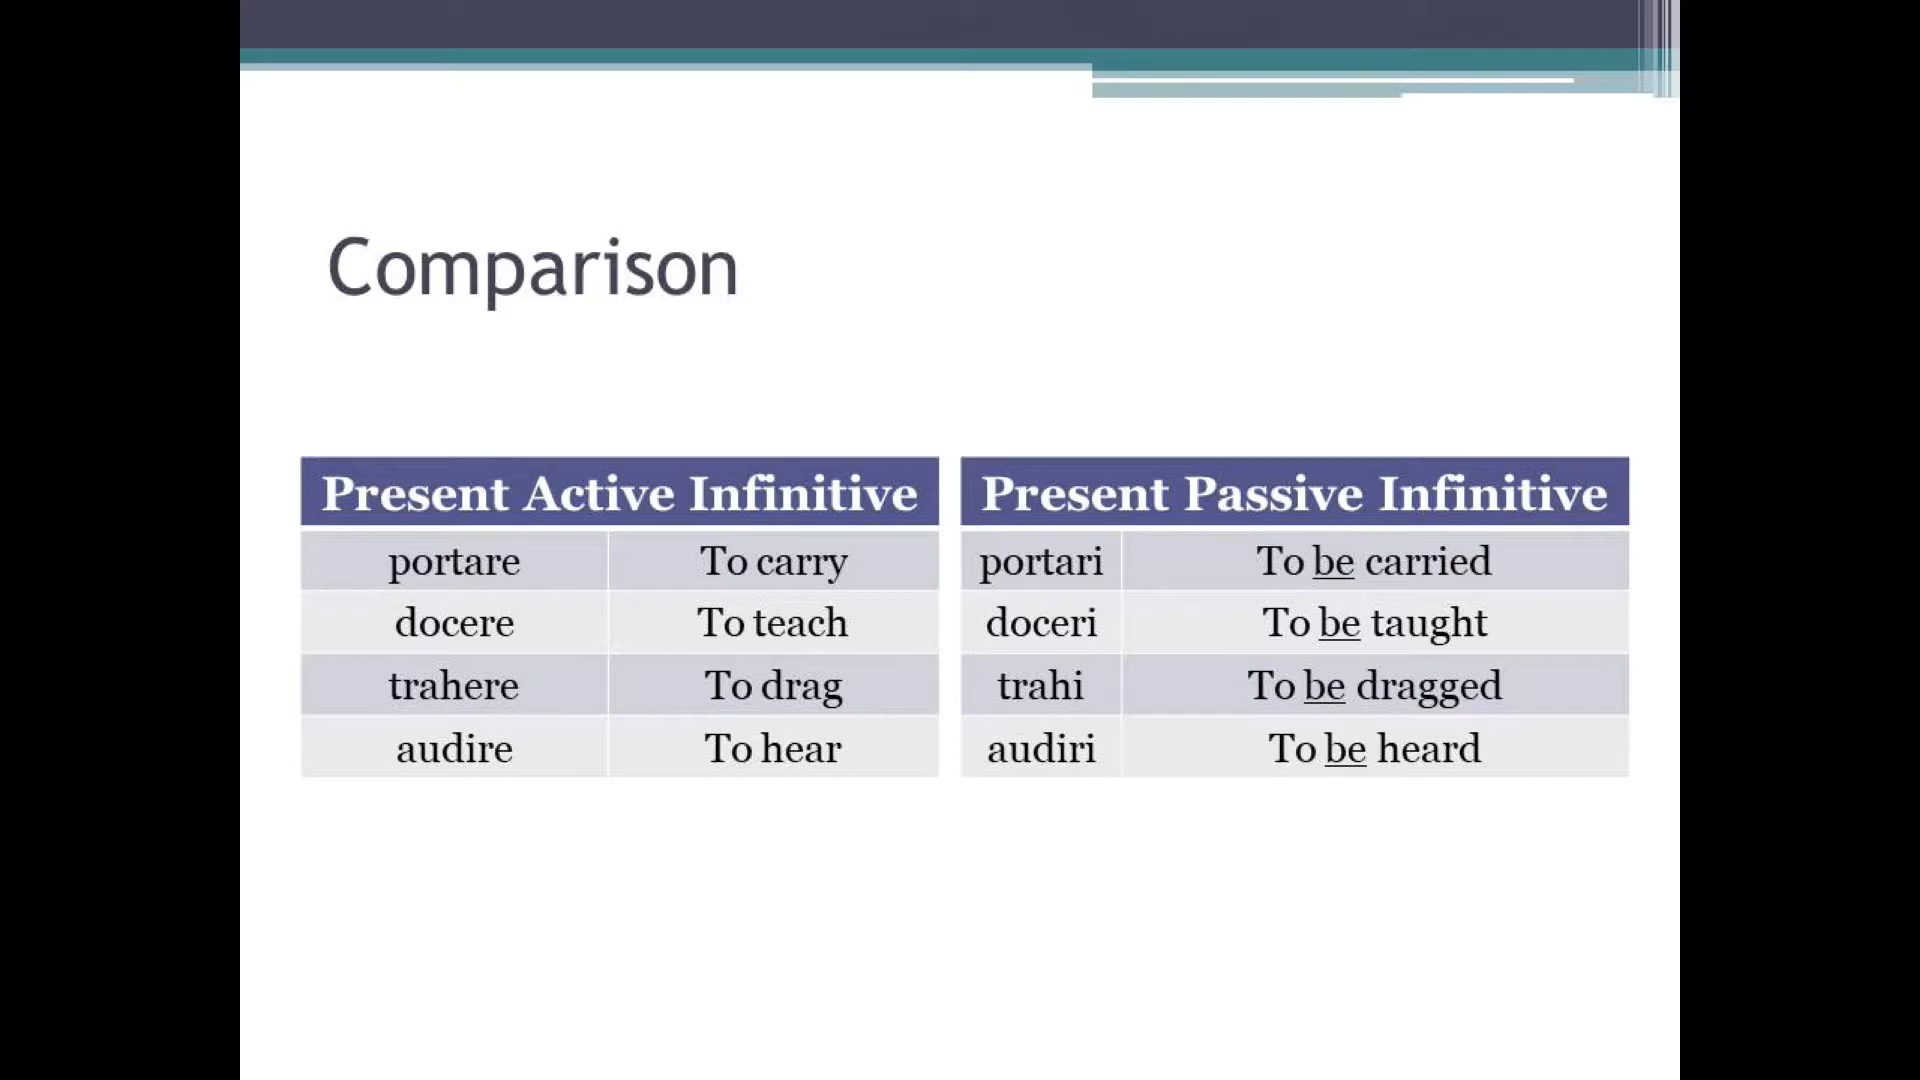 Comparison
Present Active Infinitive
portare To carry
docere To teach
trahere To drag
audire To hear
Present Passive Infinitive
portari To be carried
doceri To be taught
trahi To be dragged
audiri To be heard